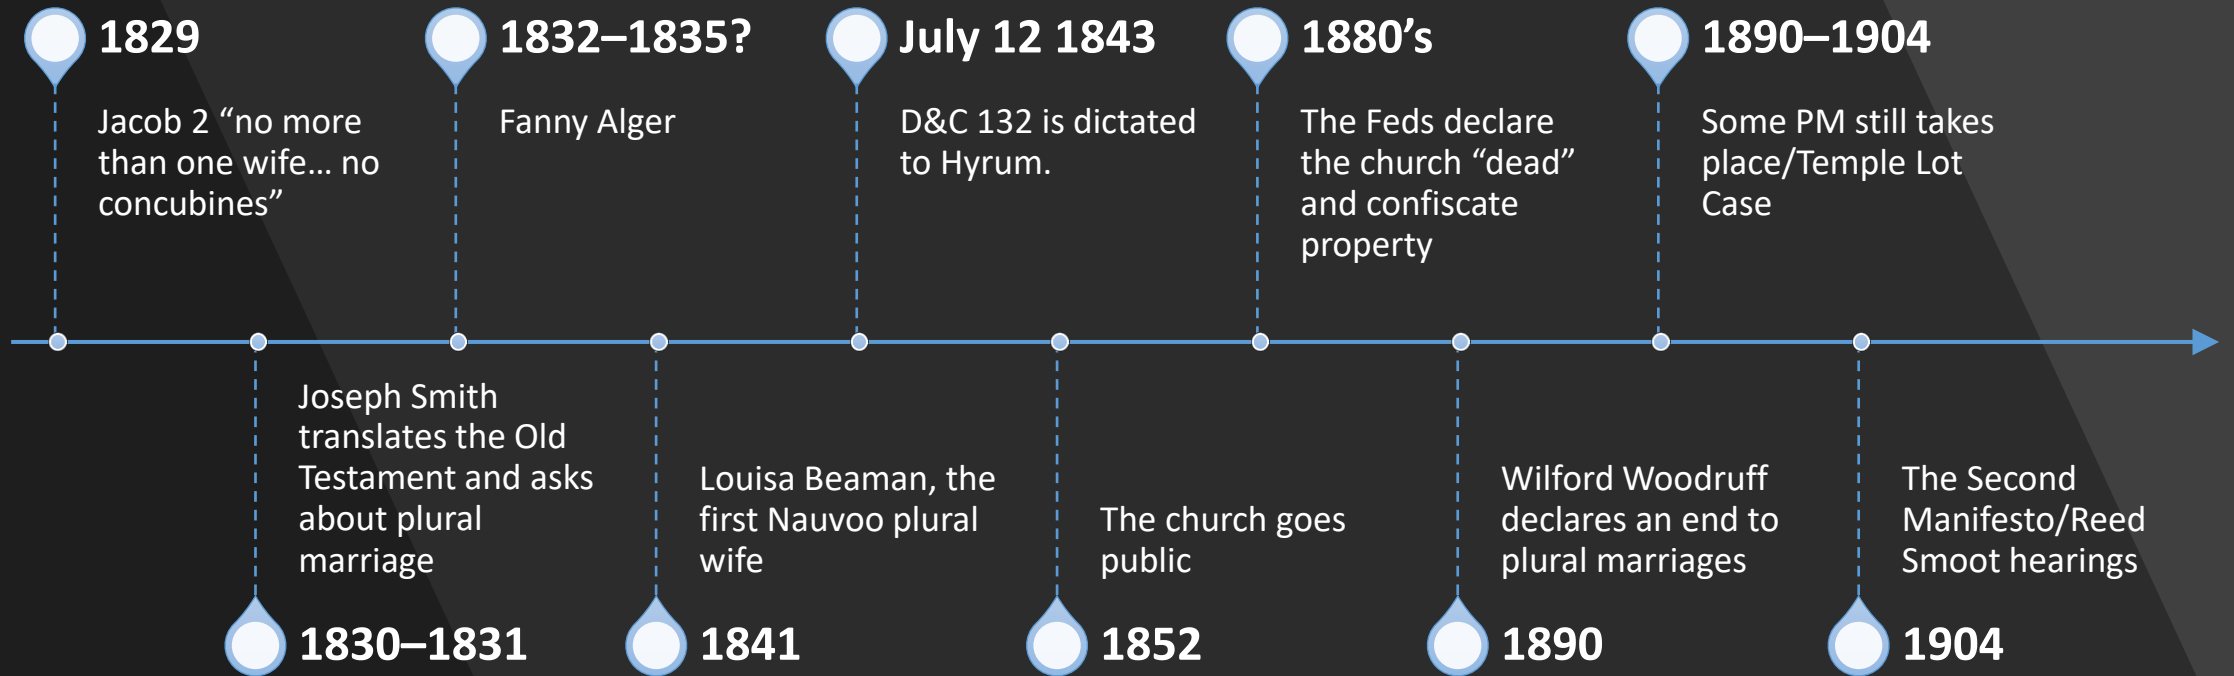 1829
Jacob 2 “no more
than one wife… no
concubines”
1830–1831
Joseph Smith
translates the Old
Testament and asks
about plural
marriage
1832–1835?
Fanny Alger
1841
Louisa Beaman, the
first Nauvoo plural
wife
July 12 1843
D&C 132 is dictated
to Hyrum.
1852
The church goes
public
1880’s
The Feds declare
the church “dead”
and confiscate
property
1890
Wilford Woodruff
declares an end to
plural marriages
1890–1904
Some PM still takes
place/Temple Lot
Case
1904
The Second
Manifesto/Reed
Smoot hearings